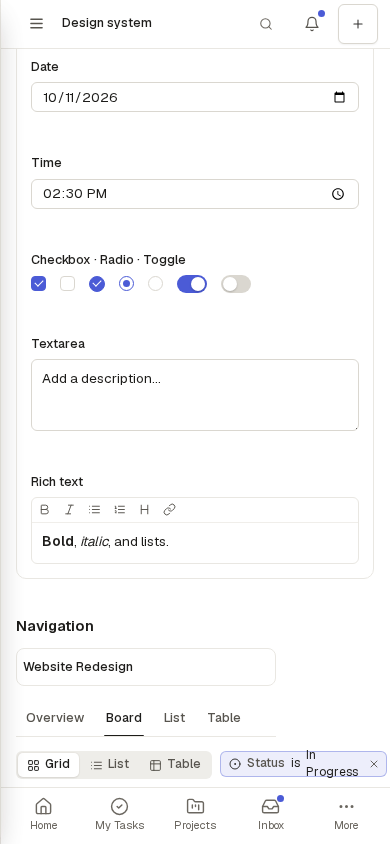 Design system
Date
10/11/2026
Time
02:30 PM
Checkbox · Radio · Toggle
Textarea
Add a description...
Rich text
B I H
Bold, italic, and lists.
Navigation
Website Redesign
Overview Board List Table
Grid List Table Status is In Progress
Home My Tasks Projects Inbox More